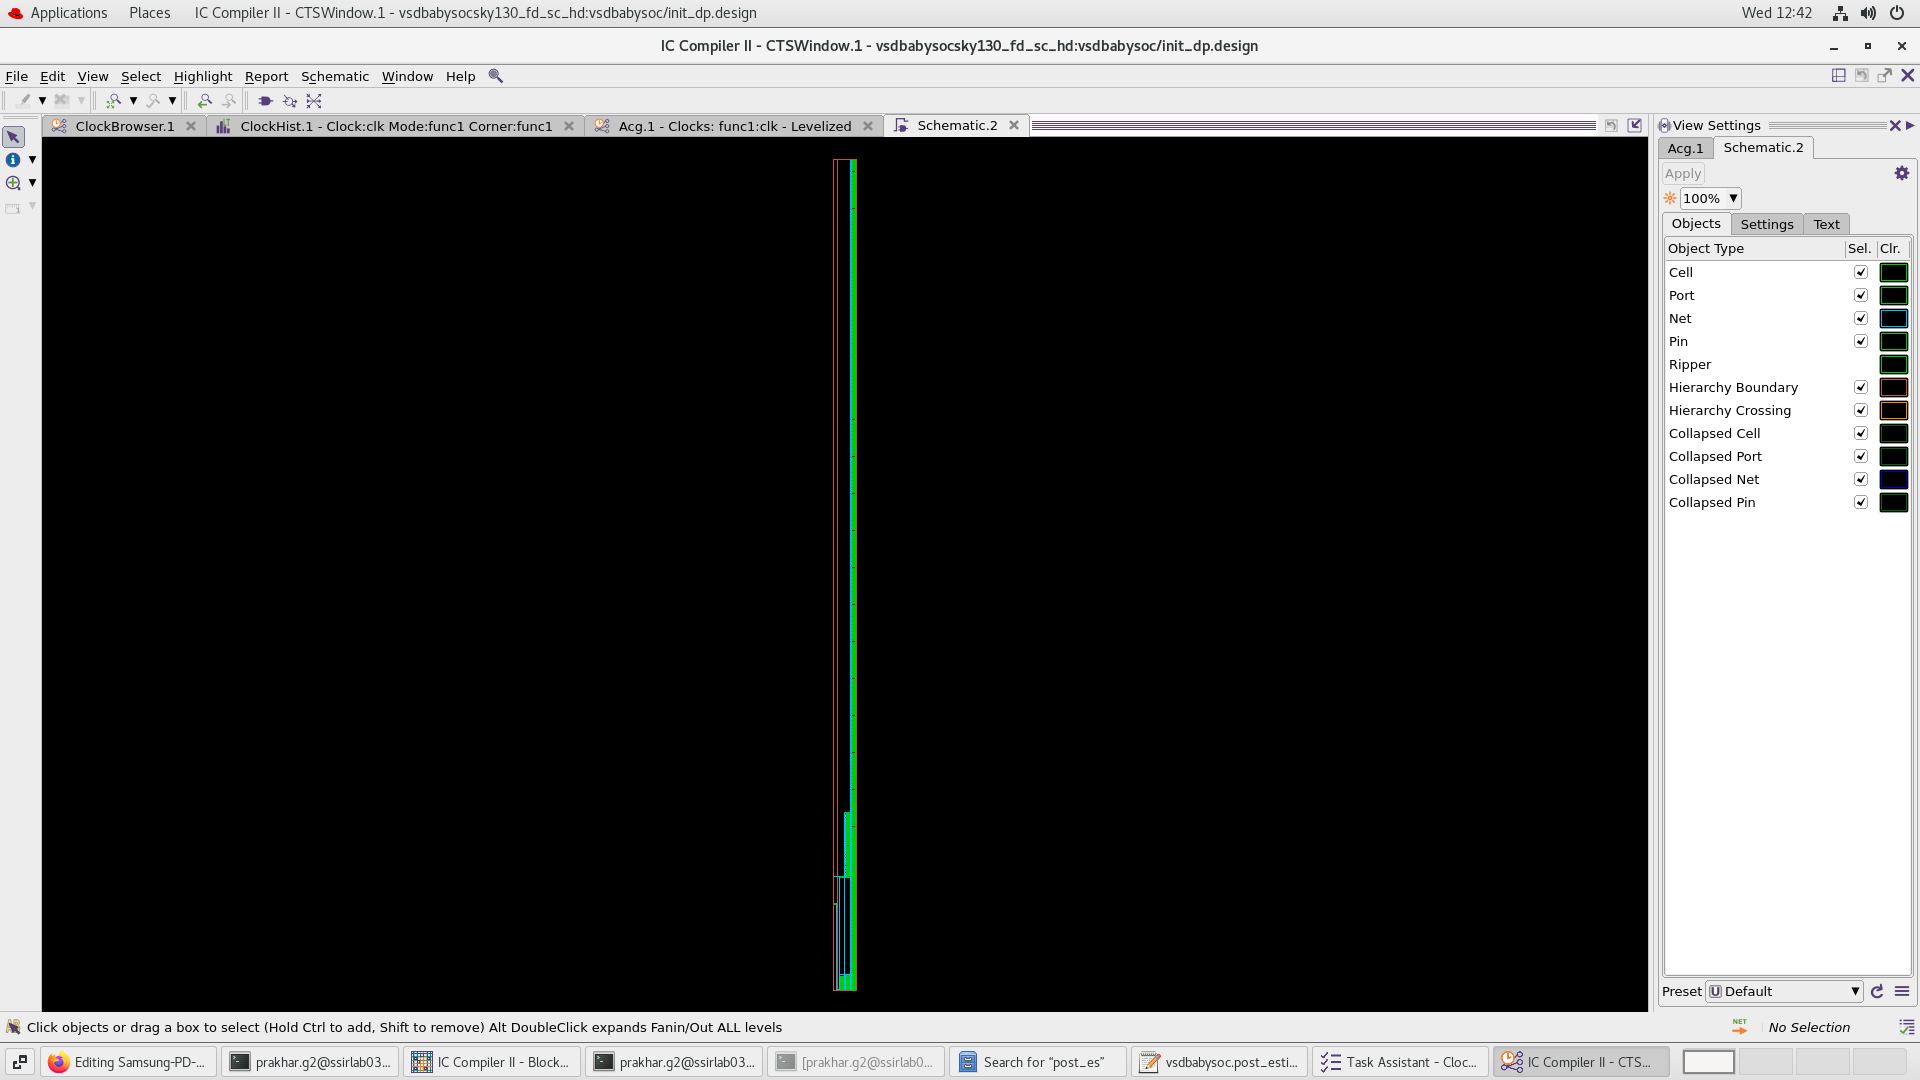 Applications Places IC Compiler II - CTSWindow.1 - vsdbabysocsky130_fd_sc_hd:vsdbabysoc/init_dp.design Wed 12:42
IC Compiler II - CTSWindow.1 - vsdbabysocsky130_fd_sc_hd:vsdbabysoc/init_dp.design
File Edit View Select Highlight Report Schematic Window Help
ClockBrowser.1 ClockHist.1 - Clock:clk Mode:func1 Corner:func1 Acg.1 - Clocks: func1:clk - Levelized Schematic.2 View Settings
Acg.1 Schematic.2
Apply
100%
Objects Settings Text
Object Type Sel. Clr.
Cell
Port
Net
Pin
Ripper
Hierarchy Boundary
Hierarchy Crossing
Collapsed Cell
Collapsed Port
Collapsed Net
Collapsed Pin
Preset Default
Click objects or drag a box to select (Hold Ctrl to add, Shift to remove) Alt DoubleClick expands Fanin/Out ALL levels NET No Selection
Editing Samsung-PD-... prakhar.g2@ssirlab03... IC Compiler II - Block... prakhar.g2@ssirlab03... [prakhar.g2@ssirlab0... Search for “post_es” vsdbabysoc.post_esti... Task Assistant - Cloc... IC Compiler II - CTS...